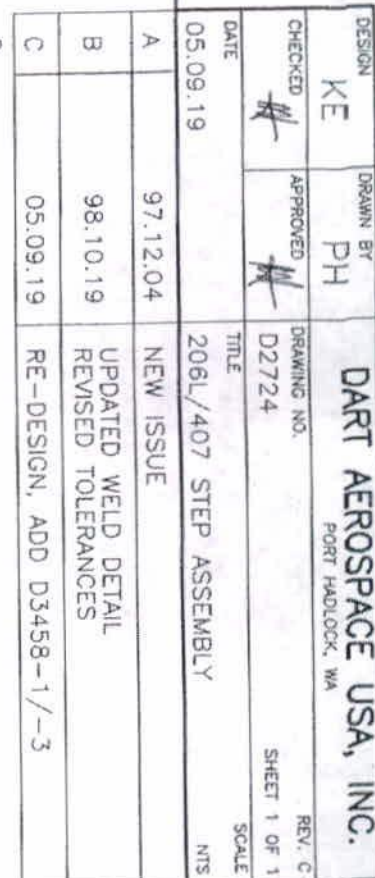 DESIGN
KE
DRAWN BY
PH
DART AEROSPACE USA, INC.
PORT HADLOCK, WA
CHECKED
APPROVED
DRAWING NO.
D2724
REV. C
SHEET 1 OF 1
DATE
05.09.19
TITLE
206L/407 STEP ASSEMBLY
SCALE
NTS
A 97.12.04 NEW ISSUE
B 98.10.19 UPDATED WELD DETAIL
REVISED TOLERANCES
C 05.09.19 RE-DESIGN, ADD D3458-1/-3